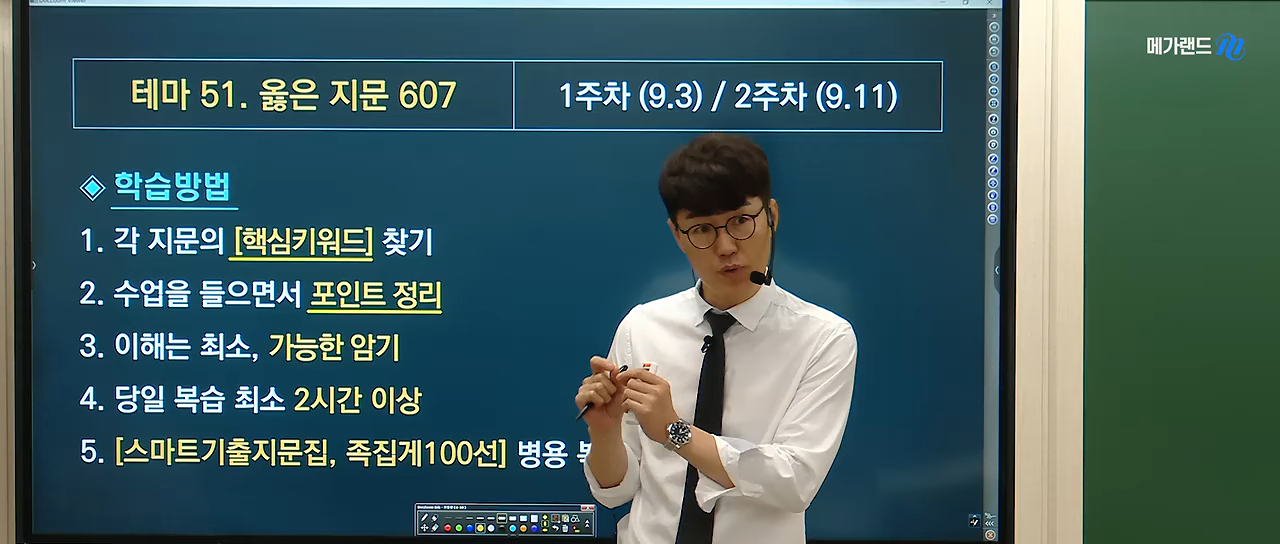 메가랜드
테마 51. 옳은 지문 607
1주차 (9.3) / 2주차 (9.11)
학습방법
1. 각 지문의 [핵심키워드] 찾기
2. 수업을 들으면서 포인트 정리
3. 이해는 최소, 가능한 암기
4. 당일 복습 최소 2시간 이상
5. [스마트기출지문집, 족집게100선] 병용